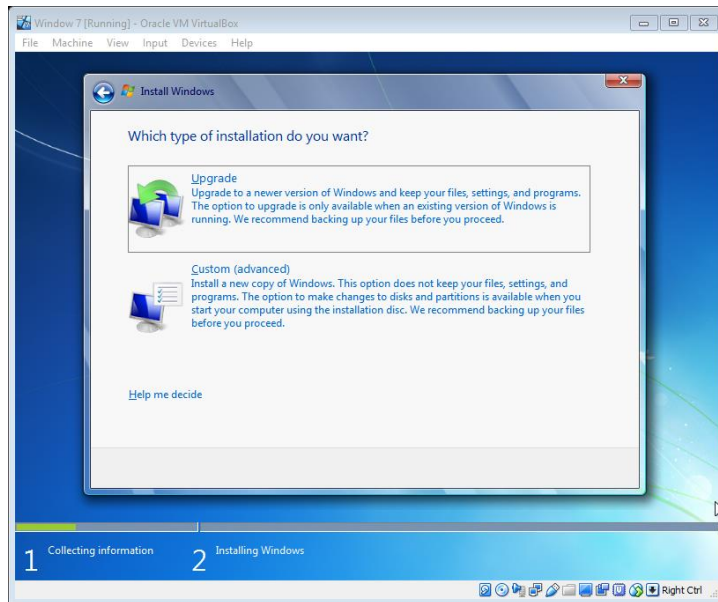 Window 7 [Running] - Oracle VM VirtualBox
File Machine View Input Devices Help
Install Windows
Which type of installation do you want?
Upgrade
Upgrade to a newer version of Windows and keep your files, settings, and programs.
The option to upgrade is only available when an existing version of Windows is
running. We recommend backing up your files before you proceed.
Custom (advanced)
Install a new copy of Windows. This option does not keep your files, settings, and
programs. The option to make changes to disks and partitions is available when you
start your computer using the installation disc. We recommend backing up your files
before you proceed.
Help me decide
1 Collecting information 2 Installing Windows
Right Ctrl